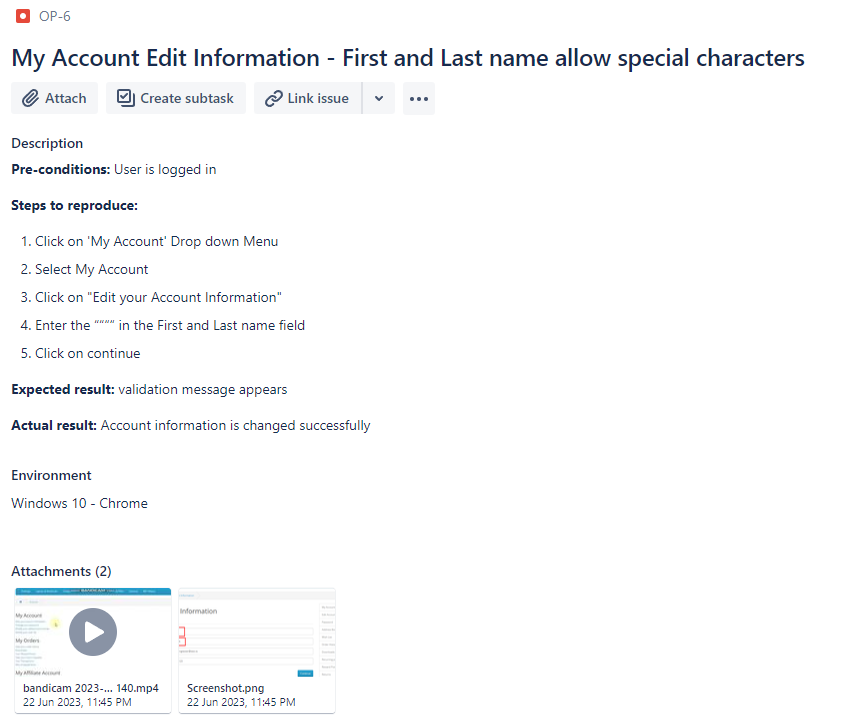 OP-6
My Account Edit Information - First and Last name allow special characters
Attach
Create subtask
Link issue
Description
Pre-conditions: User is logged in
Steps to reproduce:
1. Click on 'My Account' Drop down Menu
2. Select My Account
3. Click on "Edit your Account Information"
4. Enter the “““” in the First and Last name field
5. Click on continue
Expected result: validation message appears
Actual result: Account information is changed successfully
Environment
Windows 10 - Chrome
Attachments (2)
My Account
My Orders
My Affiliate Account
bandicam 2023-... 140.mp4
22 Jun 2023, 11:45 PM
Information
Screenshot.png
22 Jun 2023, 11:45 PM